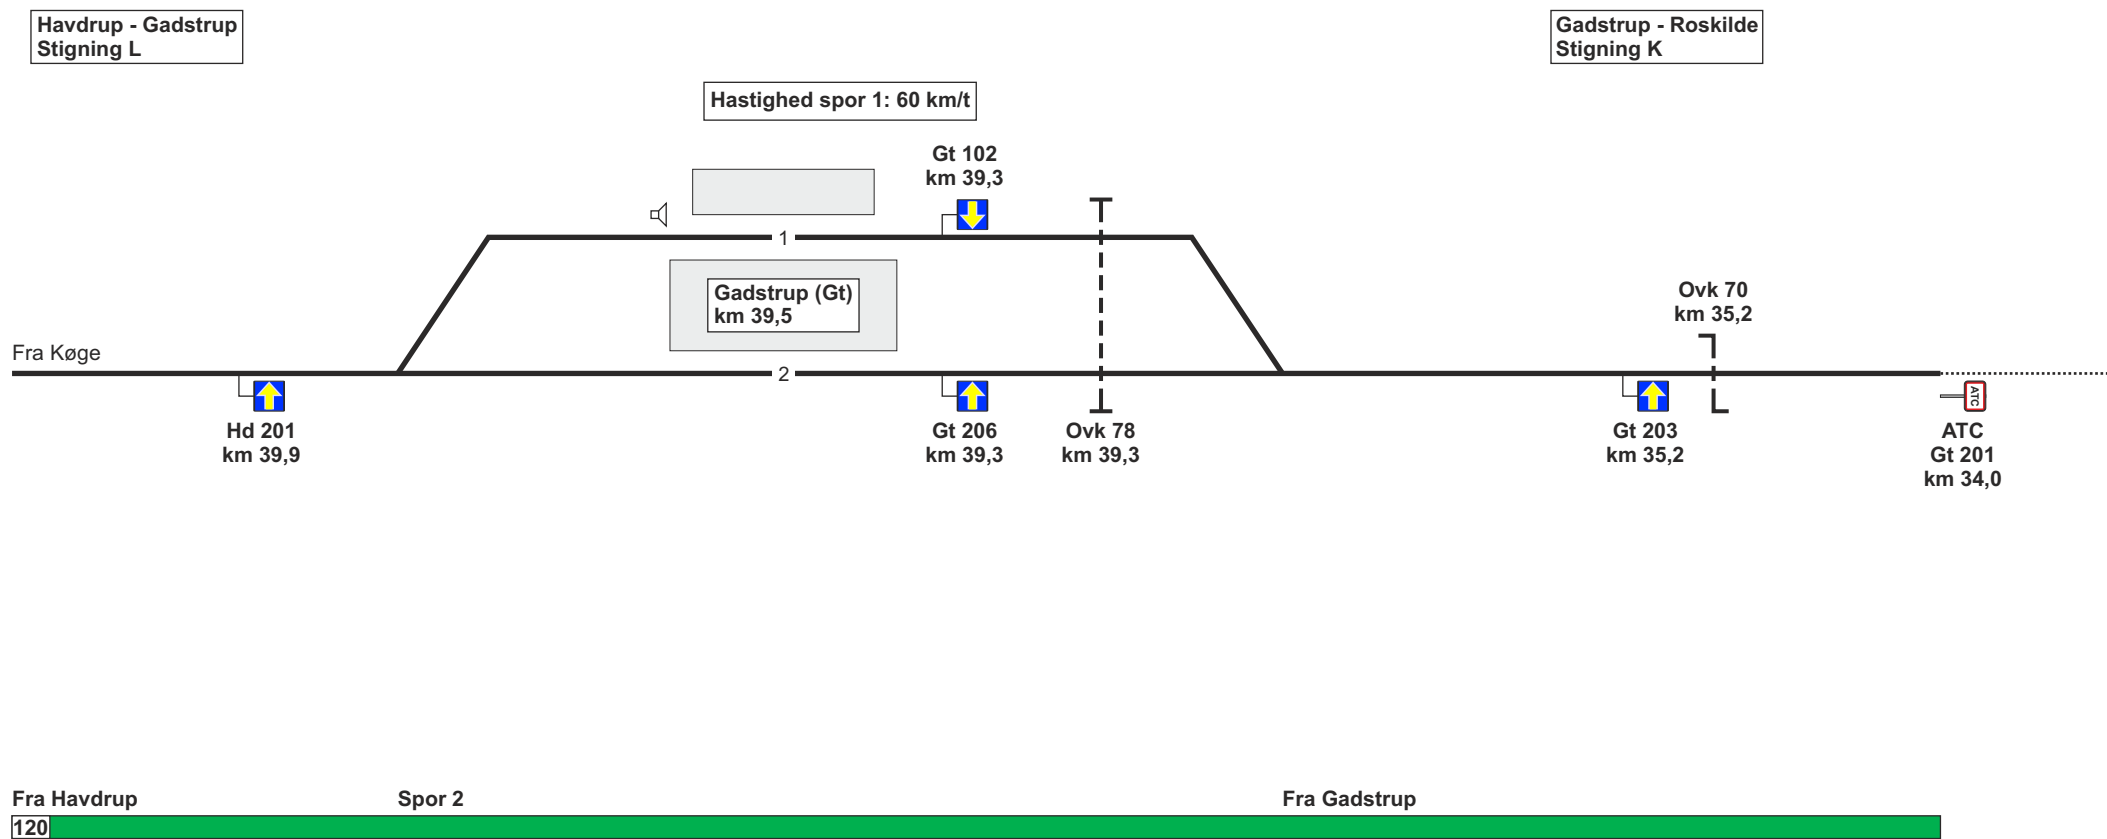 Havdrup - Gadstrup
Stigning L
Gadstrup - Roskilde
Stigning K
Hastighed spor 1: 60 km/t
Gt 102
km 39,3
1
Gadstrup (Gt)
km 39,5
Ovk 70
km 35,2
Fra Køge
2
Hd 201
km 39,9
Gt 206
km 39,3
Ovk 78
km 39,3
Gt 203
km 35,2
ATC
ATC
Gt 201
km 34,0
Fra Havdrup
Spor 2
Fra Gadstrup
120